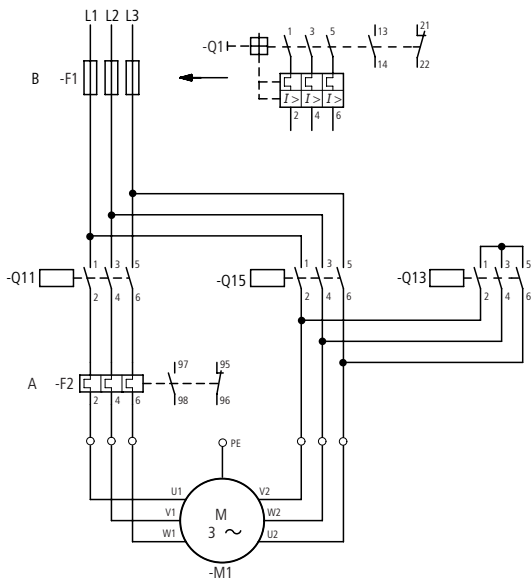 L1 L2 L3
B -F1
-Q1 1 3 5 13 21
14 22
I> I> I>
2 4 6
-Q11 1 3 5
2 4 6
-Q15 1 3 5
2 4 6
-Q13 1 3 5
2 4 6
A -F2 97 95
2 4 6 98 96
PE
U1 V2
V1 M W2
3 ~
W1 U2
-M1